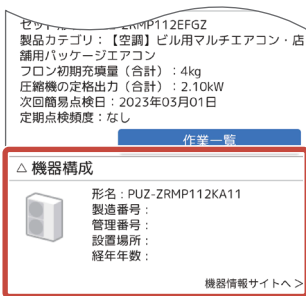 ZRMP112EFGZ
製品カテゴリ：【空調】ビル用マルチエアコン・店
舗用パッケージエアコン
フロン初期充填量（合計）：4kg
圧縮機の定格出力（合計）：2.10kW
次回簡易点検日：2023年03月01日
定期点検頻度：なし
作業一覧
△ 機器構成
形名：PUZ-ZRMP112KA11
製造番号：
管理番号：
設置場所：
経年年数：
機器情報サイトへ >